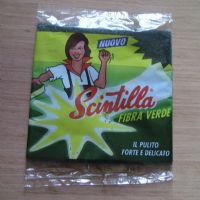 NUOVO
Scintilla
FIBRA VERDE
IL PULITO
FORTE E DELICATO